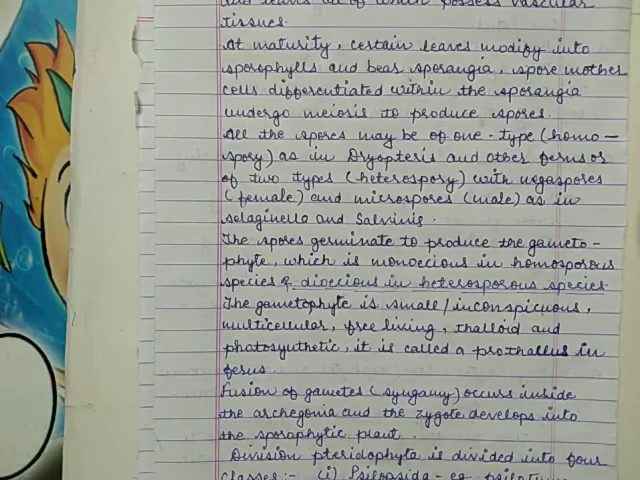 and leaves all of which possess vascular
tissues.
At maturity, certain leaves modify into
sporophylls and bear sporangia, spore mother
cells differentiated within the sporangia
undergo meiosis to produce spores.
All the spores may be of one-type (homo-
spory) as in Dryopteris and other ferns or
of two types (heterospory) with megaspores
(female) and microspores (male) as in
selaginella and Salvinis.
The spores germinate to produce the gameto-
phyte, which is monoecious in homosporous
species & dioecious in heterosporous species.
The gametophyte is small/inconspicuous,
multicellular, free living, thalloid and
photosynthetic, it is called a prothallus in
ferns.
Fusion of gametes (syngamy) occurs inside
the archegonia and the zygote develops into
the sporophytic plant.
Division pteridophyta is divided into four
classes:- (i) Psilopsida - eg. psilotum